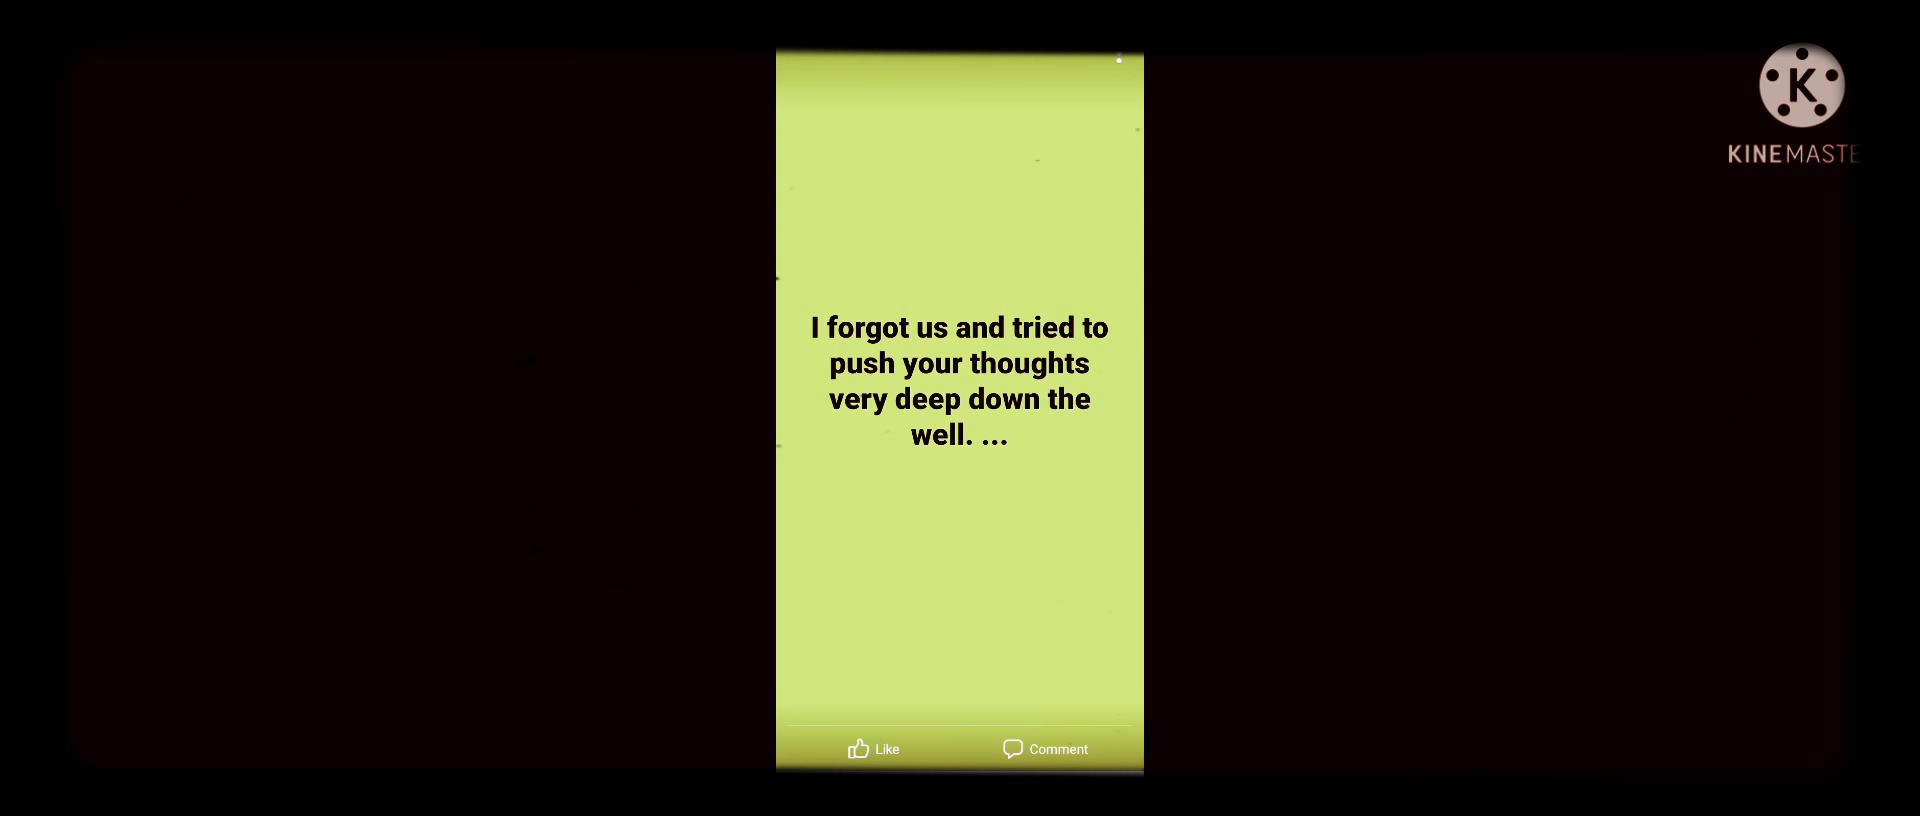 K
KINEMASTE
I forgot us and tried to
push your thoughts
very deep down the
well. ...
Like
Comment